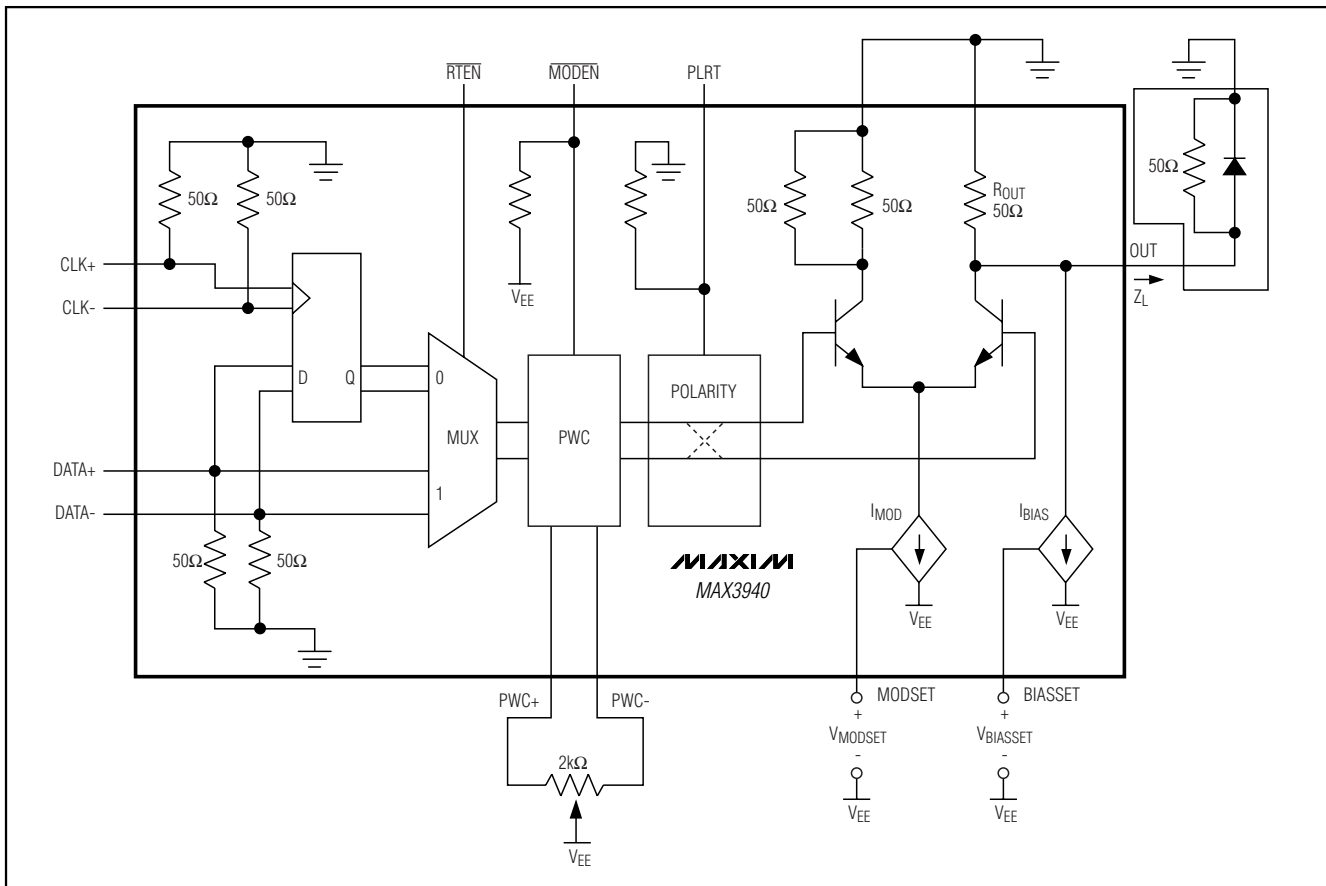 RTEN
MODEN
PLRT
50Ω
50Ω
50Ω
50Ω
ROUT
50Ω
50Ω
OUT
ZL
CLK+
CLK-
VEE
D
Q
0
MUX
1
PWC
POLARITY
DATA+
DATA-
50Ω
50Ω
IMOD
IBIAS
MAXIM
MAX3940
VEE
VEE
PWC+
PWC-
MODSET
BIASSET
+
VMODSET
-
+
VBIASSET
-
2kΩ
VEE
VEE
VEE